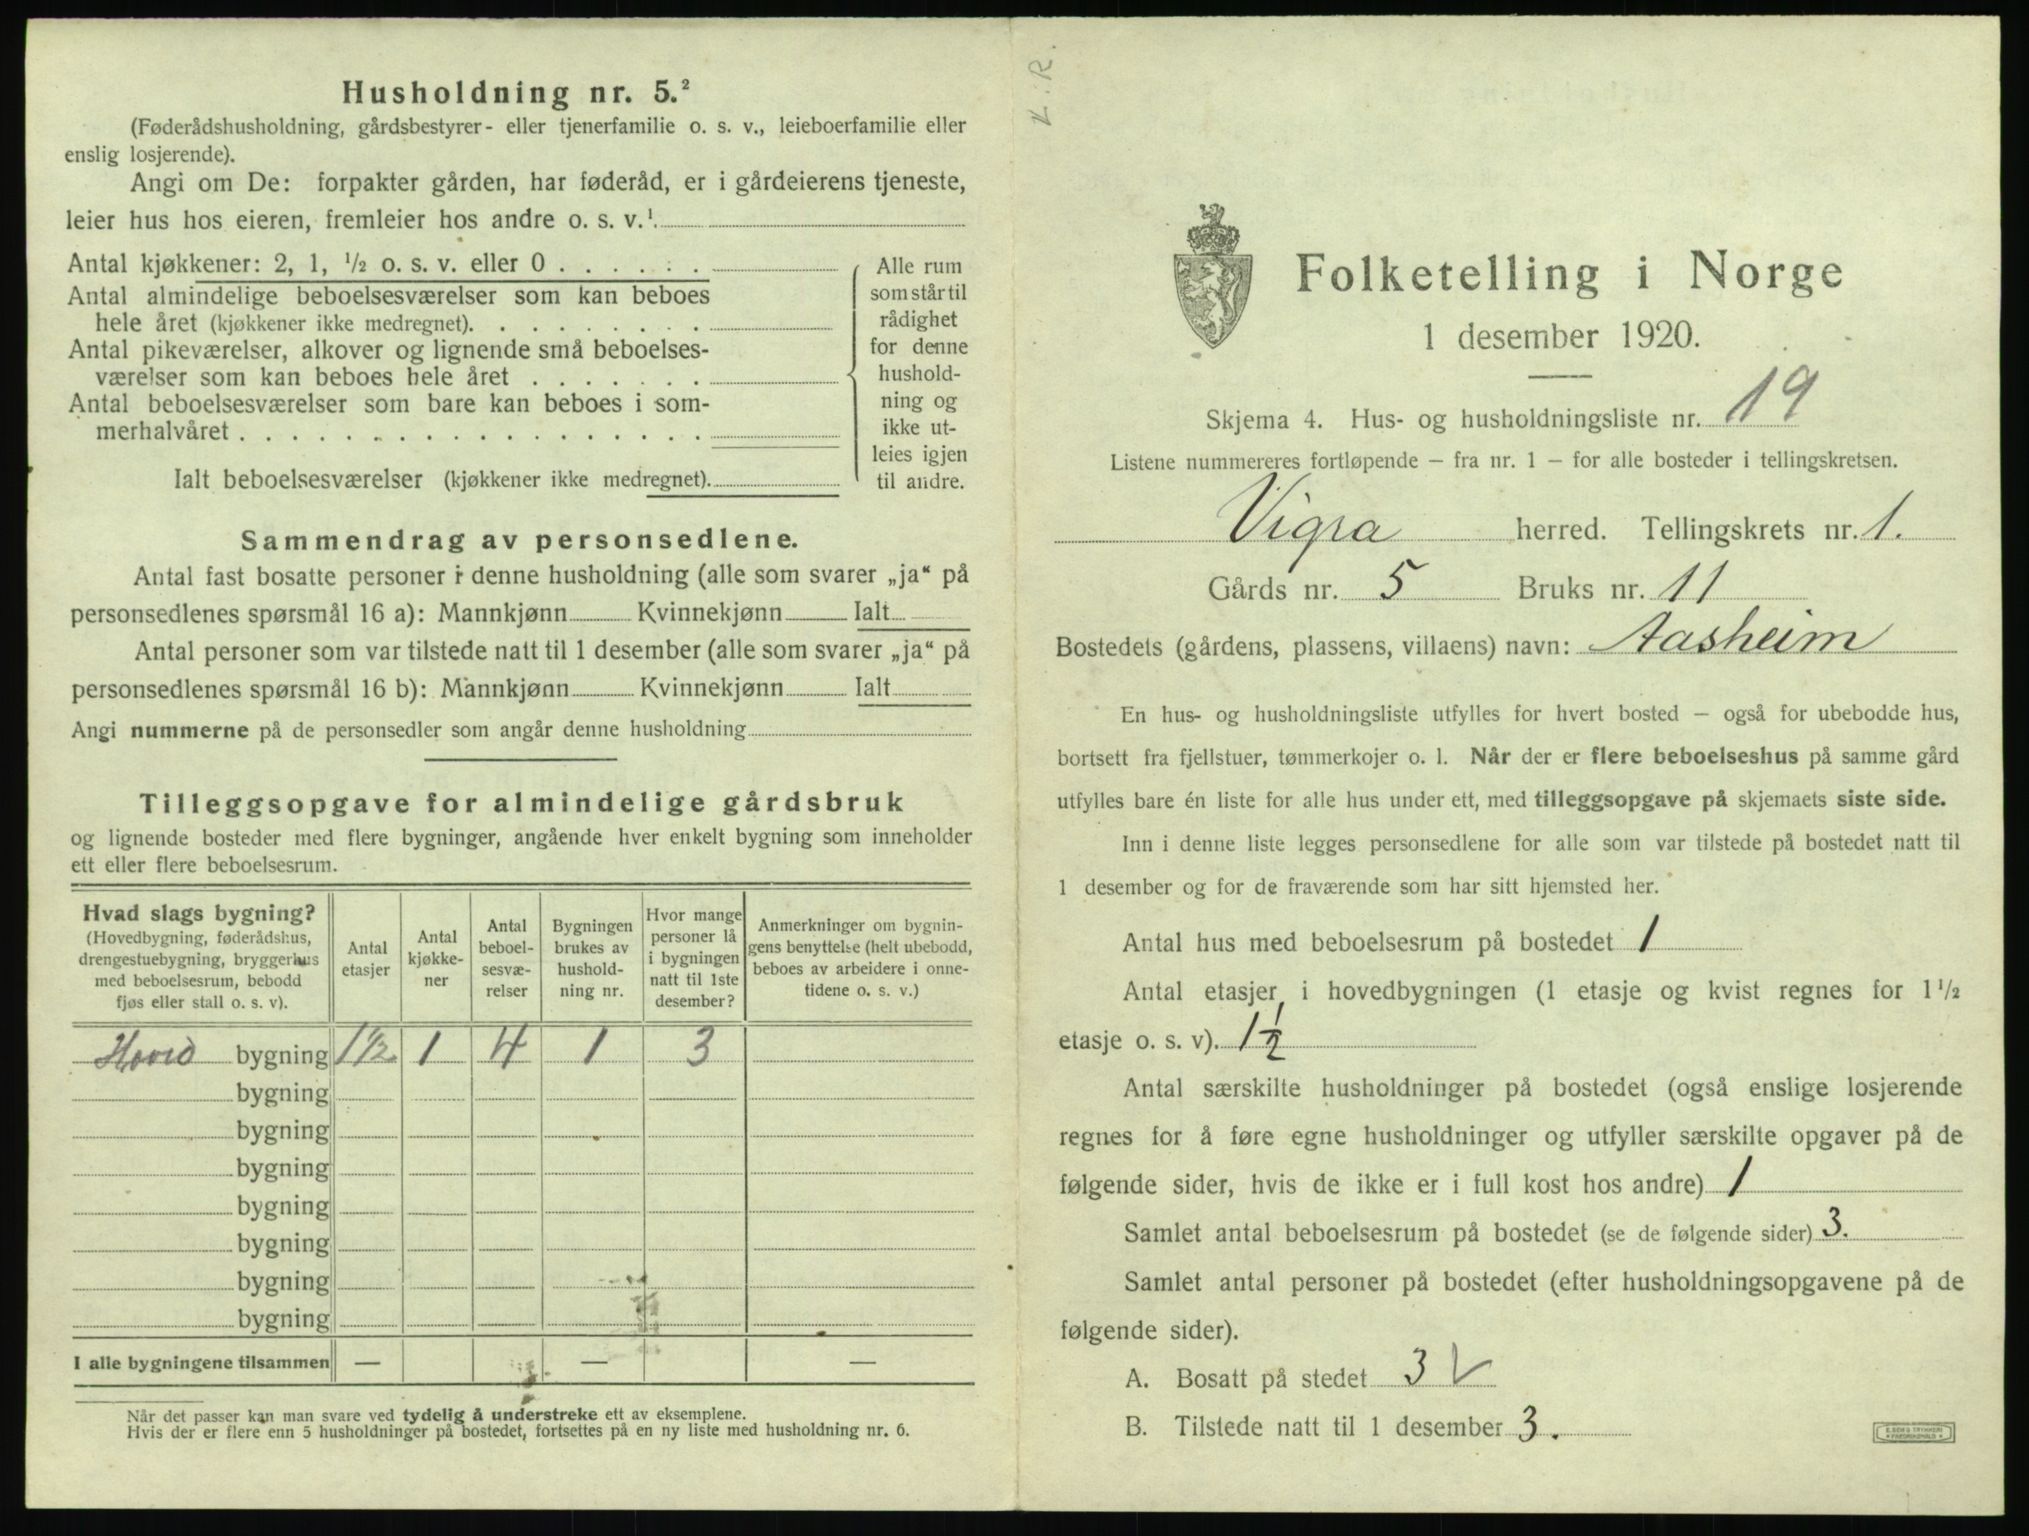 Husholdning nr. 5.²
(Føderådshusholdning, gårdsbestyrer- eller tjenerfamilie o. s. v., leieboerfamilie eller
enslig losjerende).
Angi om De: forpakter gården, har føderåd, er i gårdeierens tjeneste,
leier hus hos eieren, fremleier hos andre o. s. v.¹
Antal kjøkkener: 2, 1, ½ o. s. v. eller 0
Antal almindelige beboelsesværelser som kan beboes
hele året (kjøkkener ikke medregnet).
Antal pikeværelser, alkover og lignende små beboelses-
værelser som kan beboes hele året
Antal beboelsesværelser som bare kan beboes i som-
merhalvåret
Ialt beboelsesværelser (kjøkkener ikke medregnet).
Alle rum
som står til
rådighet
for denne
hushold-
ning og
ikke ut-
leies igjen
til andre.
Sammendrag av personsedlene.
Antal fast bosatte personer i denne husholdning (alle som svarer „ja“ på
personsedlenes spørsmål 16 a): Mannkjønn Kvinnekjønn Ialt
Antal personer som var tilstede natt til 1 desember (alle som svarer „ja“ på
personsedlenes spørsmål 16 b): Mannkjønn Kvinnekjønn Ialt
Angi nummerne på de personsedler som angår denne husholdning
Tilleggsopgave for almindelige gårdsbruk
og lignende bosteder med flere bygninger, angående hver enkelt bygning som inneholder
ett eller flere beboelsesrum.
Hvad slags bygning?
(Hovedbygning, føderådshus,
drengestuebygning, bryggerhus
med beboelsesrum, bebodd
fjøs eller stall o. s. v).
Antal
etasjer
Antal
kjøkke-
ner
Antal
beboel-
sesvæ-
relser
Bygningen
brukes av
hushold-
ning nr.
Hvor mange
personer lå
i bygningen
natt til 1ste
desember?
Anmerkninger om bygnin-
gens benyttelse (helt ubebodd,
beboes av arbeidere i onne-
tidene o. s. v.)
Hoved bygning 1½ 1 4 1 3
bygning
bygning
bygning
bygning
bygning
bygning
bygning
I alle bygningene tilsammen — — —
Når det passer kan man svare ved tydelig å understreke ett av eksemplene.
Hvis der er flere enn 5 husholdninger på bostedet, fortsettes på en ny liste med husholdning nr. 6.
K. R.
Folketelling i Norge
1 desember 1920.
Skjema 4. Hus- og husholdningsliste nr. 19
Listene nummereres fortløpende — fra nr. 1 — for alle bosteder i tellingskretsen.
Vigra herred. Tellingskrets nr. 1.
Gårds nr. 5 Bruks nr. 11
Bostedets (gårdens, plassens, villaens) navn: Aasheim
En hus- og husholdningsliste utfylles for hvert bosted — også for ubebodde hus,
bortsett fra fjellstuer, tømmerkojer o. l. Når der er flere beboelseshus på samme gård
utfylles bare én liste for alle hus under ett, med tilleggsopgave på skjemaets siste side.
Inn i denne liste legges personsedlene for alle som var tilstede på bostedet natt til
1 desember og for de fraværende som har sitt hjemsted her.
Antal hus med beboelsesrum på bostedet 1
Antal etasjer i hovedbygningen (1 etasje og kvist regnes for 1½
etasje o. s. v). 1½
Antal særskilte husholdninger på bostedet (også enslige losjerende
regnes for å føre egne husholdninger og utfyller særskilte opgaver på de
følgende sider, hvis de ikke er i full kost hos andre) 1
Samlet antal beboelsesrum på bostedet (se de følgende sider) 3.
Samlet antal personer på bostedet (efter husholdningsopgavene på de
følgende sider).
A. Bosatt på stedet 3 V
B. Tilstede natt til 1 desember 3.